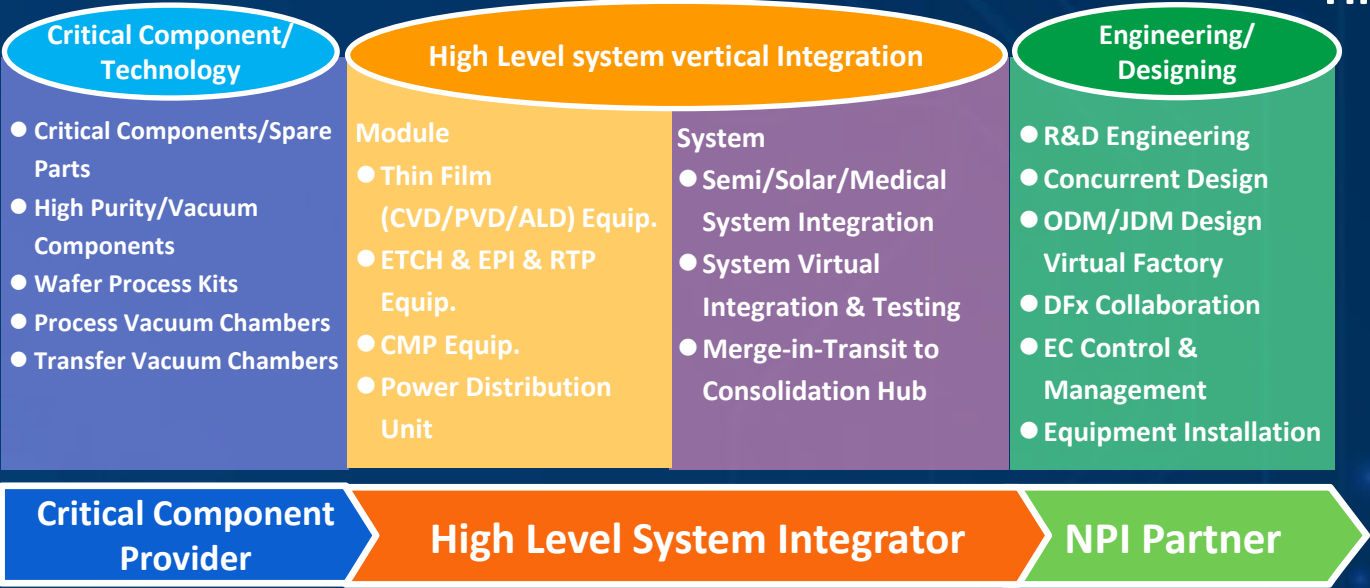 Critical Component/
Technology
High Level system vertical Integration
Engineering/
Designing
● Critical Components/Spare
Parts
● High Purity/Vacuum
Components
● Wafer Process Kits
● Process Vacuum Chambers
● Transfer Vacuum Chambers
Module
● Thin Film
(CVD/PVD/ALD) Equip.
● ETCH & EPI & RTP
Equip.
● CMP Equip.
● Power Distribution
Unit
System
● Semi/Solar/Medical
System Integration
● System Virtual
Integration & Testing
● Merge-in-Transit to
Consolidation Hub
● R&D Engineering
● Concurrent Design
● ODM/JDM Design
Virtual Factory
● DFx Collaboration
● EC Control &
Management
● Equipment Installation
Critical Component
Provider
High Level System Integrator
NPI Partner